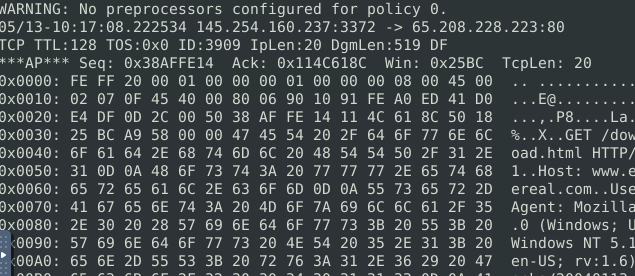 WARNING: No preprocessors configured for policy 0.
05/13-10:17:08.222534 145.254.160.237:3372 -> 65.208.228.223:80
TCP TTL:128 TOS:0x0 ID:3909 IpLen:20 DgmLen:519 DF
***AP*** Seq: 0x38AFFE14  Ack: 0x114C618C  Win: 0x25BC  TcpLen: 20
0x0000: FE FF 20 00 01 00 00 00 01 00 00 00 08 00 45 00  .. ...........
0x0010: 02 07 0F 45 40 00 80 06 90 10 91 FE A0 ED 41 D0  ...E@.........
0x0020: E4 DF 0D 2C 00 50 38 AF FE 14 11 4C 61 8C 50 18  ...,.P8....La.
0x0030: 25 BC A9 58 00 00 47 45 54 20 2F 64 6F 77 6E 6C  %..X..GET /dow
0x0040: 6F 61 64 2E 68 74 6D 6C 20 48 54 54 50 2F 31 2E  oad.html HTTP/
0x0050: 31 0D 0A 48 6F 73 74 3A 20 77 77 77 2E 65 74 68  1..Host: www.e
0x0060: 65 72 65 61 6C 2E 63 6F 6D 0D 0A 55 73 65 72 2D  ereal.com..Use
0x0070: 41 67 65 6E 74 3A 20 4D 6F 7A 69 6C 6C 61 2F 35  Agent: Mozilla
0x0080: 2E 30 20 28 57 69 6E 64 6F 77 73 3B 20 55 3B 20  .0 (Windows; U
0x0090: 57 69 6E 64 6F 77 73 20 4E 54 20 35 2E 31 3B 20  Windows NT 5.1
0x00A0: 65 6E 2D 55 53 3B 20 72 76 3A 31 2E 36 29 20 47  en-US; rv:1.6)